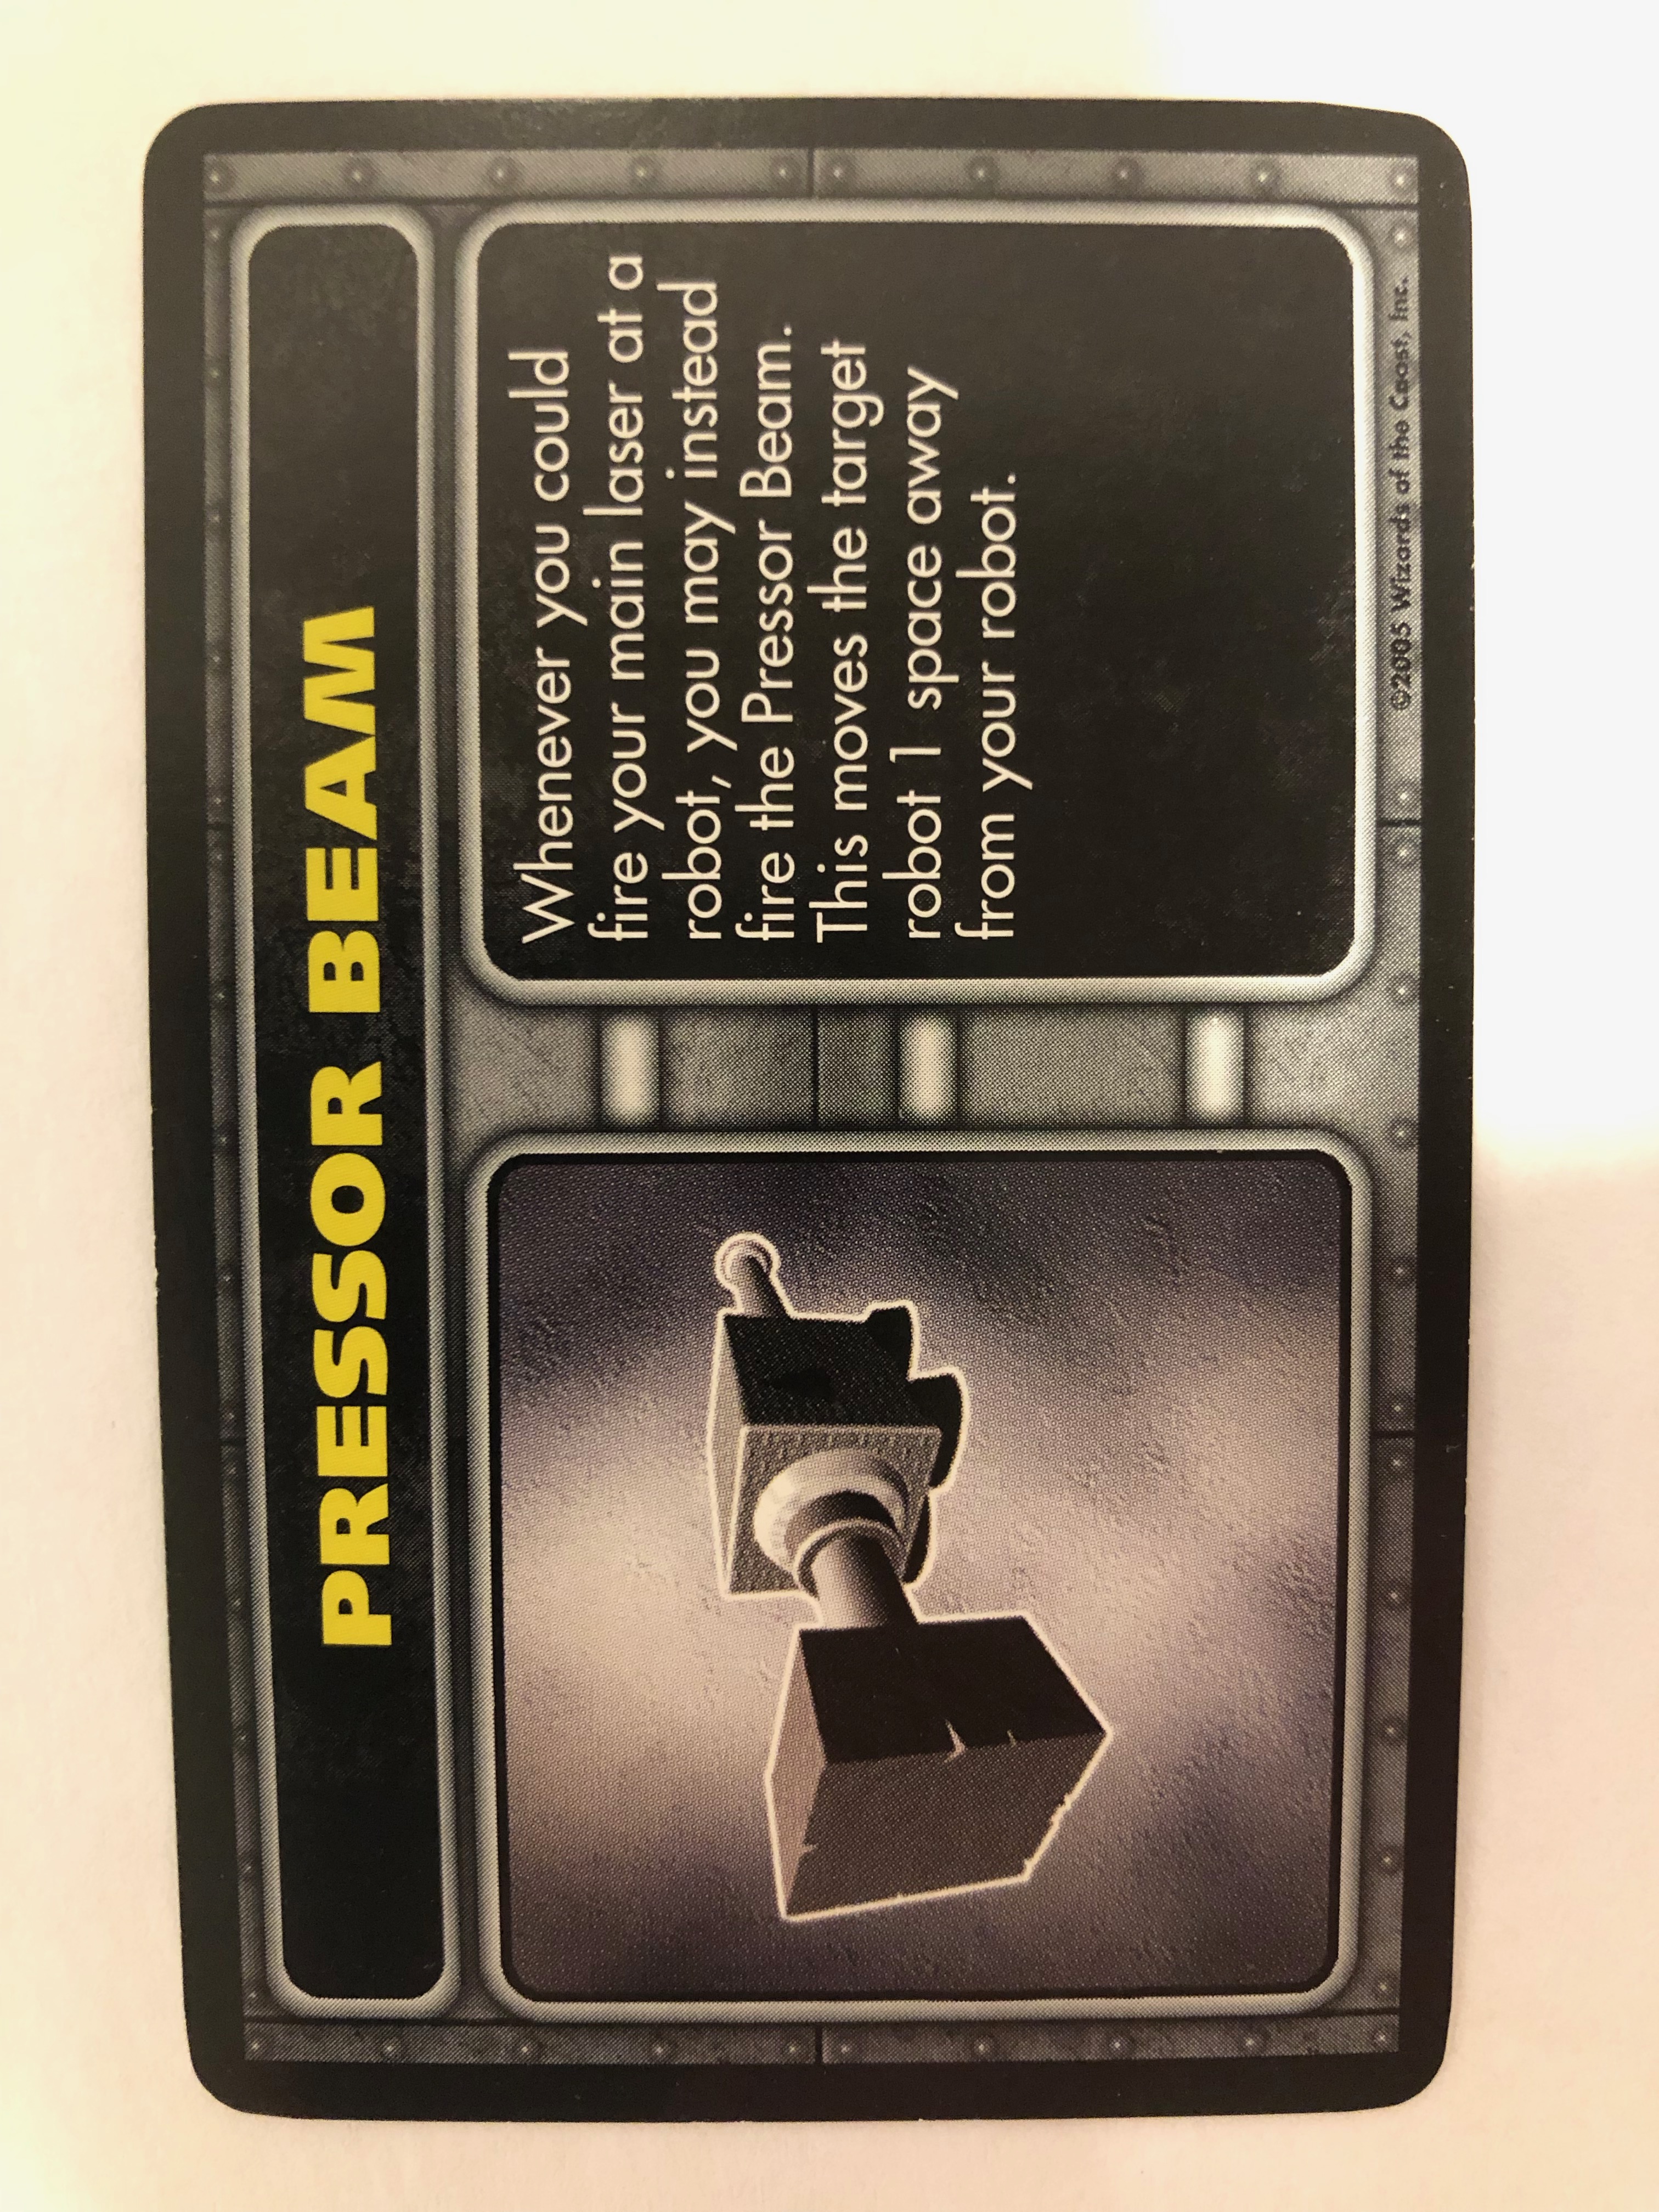 PRESSOR BEAM
Whenever you could
fire your main laser at a
robot, you may instead
fire the Pressor Beam.
This moves the target
robot 1 space away
from your robot.
©2005 Wizards of the Coast, Inc.